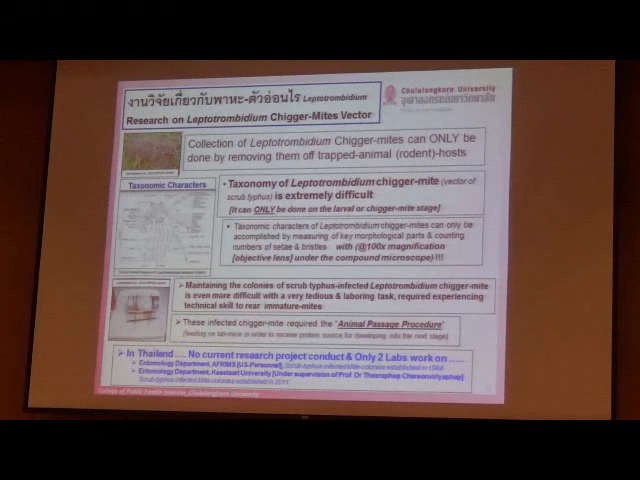 งานวิจัยเกี่ยวกับพาหะ-ตัวอ่อนไร Leptotrombidium
Research on Leptotrombidium Chigger-Mites Vector
Chulalongkorn University
จุฬาลงกรณ์มหาวิทยาลัย
Collection of Leptotrombidium Chigger-mites can ONLY be
done by removing them off trapped-animal (rodent)-hosts
Taxonomic Characters
• Taxonomy of Leptotrombidium chigger-mite (vector of
scrub typhus) is extremely difficult
[It can ONLY be done on the larval or chigger-mite stage]
• Taxonomic characters of Leptotrombidium chigger-mites can only be
accomplished by measuring of key morphological parts & counting
numbers of setae & bristles with (@100x magnification
[objective lens] under the compound microscope) !!!
➢ Maintaining the colonies of scrub typhus-infected Leptotrombidium chigger-mite
is even more difficult with a very tedious & laboring task, required experiencing
technical skill to rear immature-mites
➢ These infected chigger-mite required the "Animal Passage Procedure"
(feeding on lab-mice in order to receive protein source for developing into the next stage)
➢ In Thailand .... No current research project conduct & Only 2 Labs work on .....
➢ Entomology Department, AFRIMS [US-Personnel], Scrub-typhus-infected Mite-colonies established in 1984
➢ Entomology Department, Kasetsart University [Under supervision of Prof Dr Theeraphap Chareonviriyaphap]
Scrub-typhus-infected Mite-colonies established in 2011
College of Public Health Sciences, Chulalongkorn University